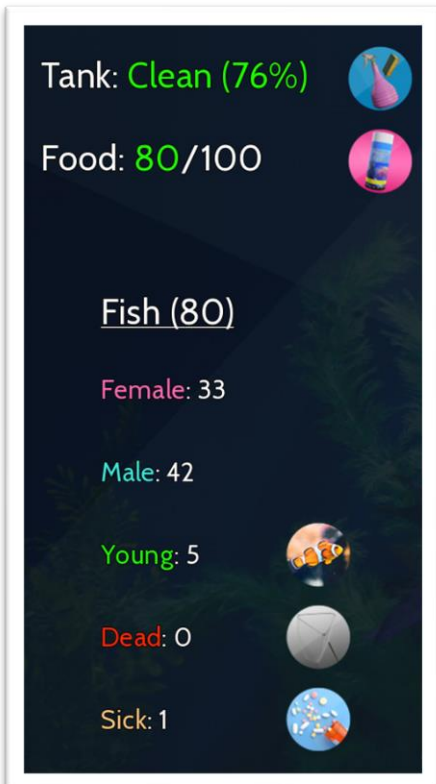 Tank: Clean (76%)
Food: 80/100
Fish (80)
Female: 33
Male: 42
Young: 5
Dead: 0
Sick: 1